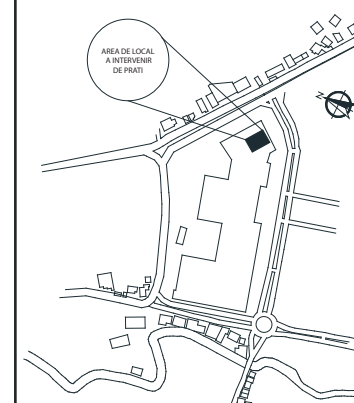 AREA DE LOCAL
A INTERVENIR
DE PRATI
N